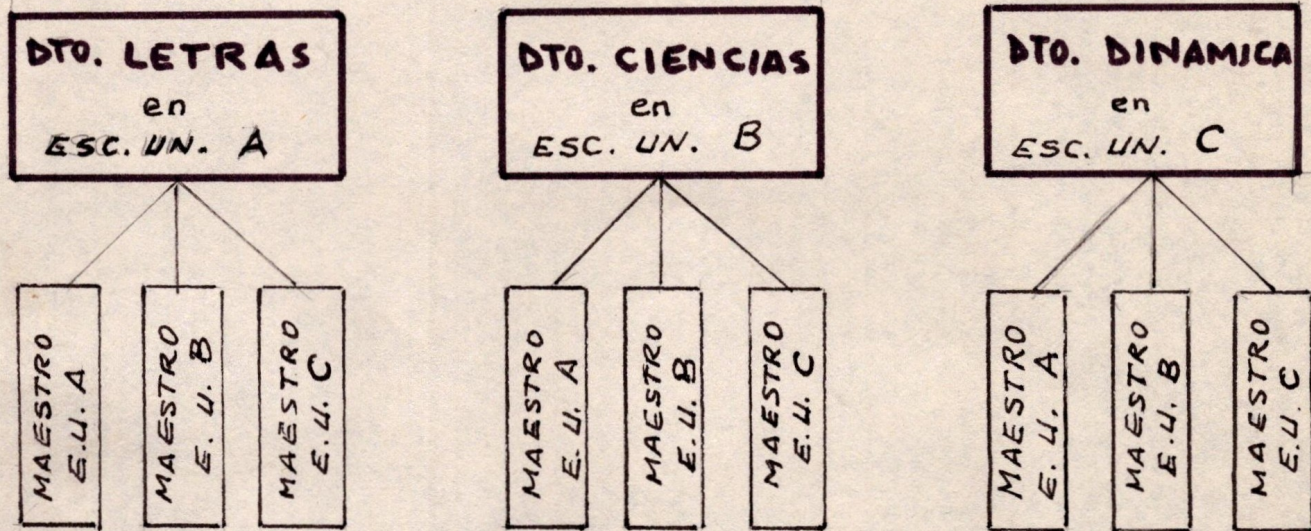 DTO. LETRAS
en
ESC. UN. A
MAESTRO
E.U. A
MAESTRO
E.U. B
MAESTRO
E.U. C
DTO. CIENCIAS
en
ESC. UN. B
MAESTRO
E.U. A
MAESTRO
E.U. B
MAESTRO
E.U. C
DTO. DINAMICA
en
ESC. UN. C
MAESTRO
E.U. A
MAESTRO
E.U. B
MAESTRO
E.U. C